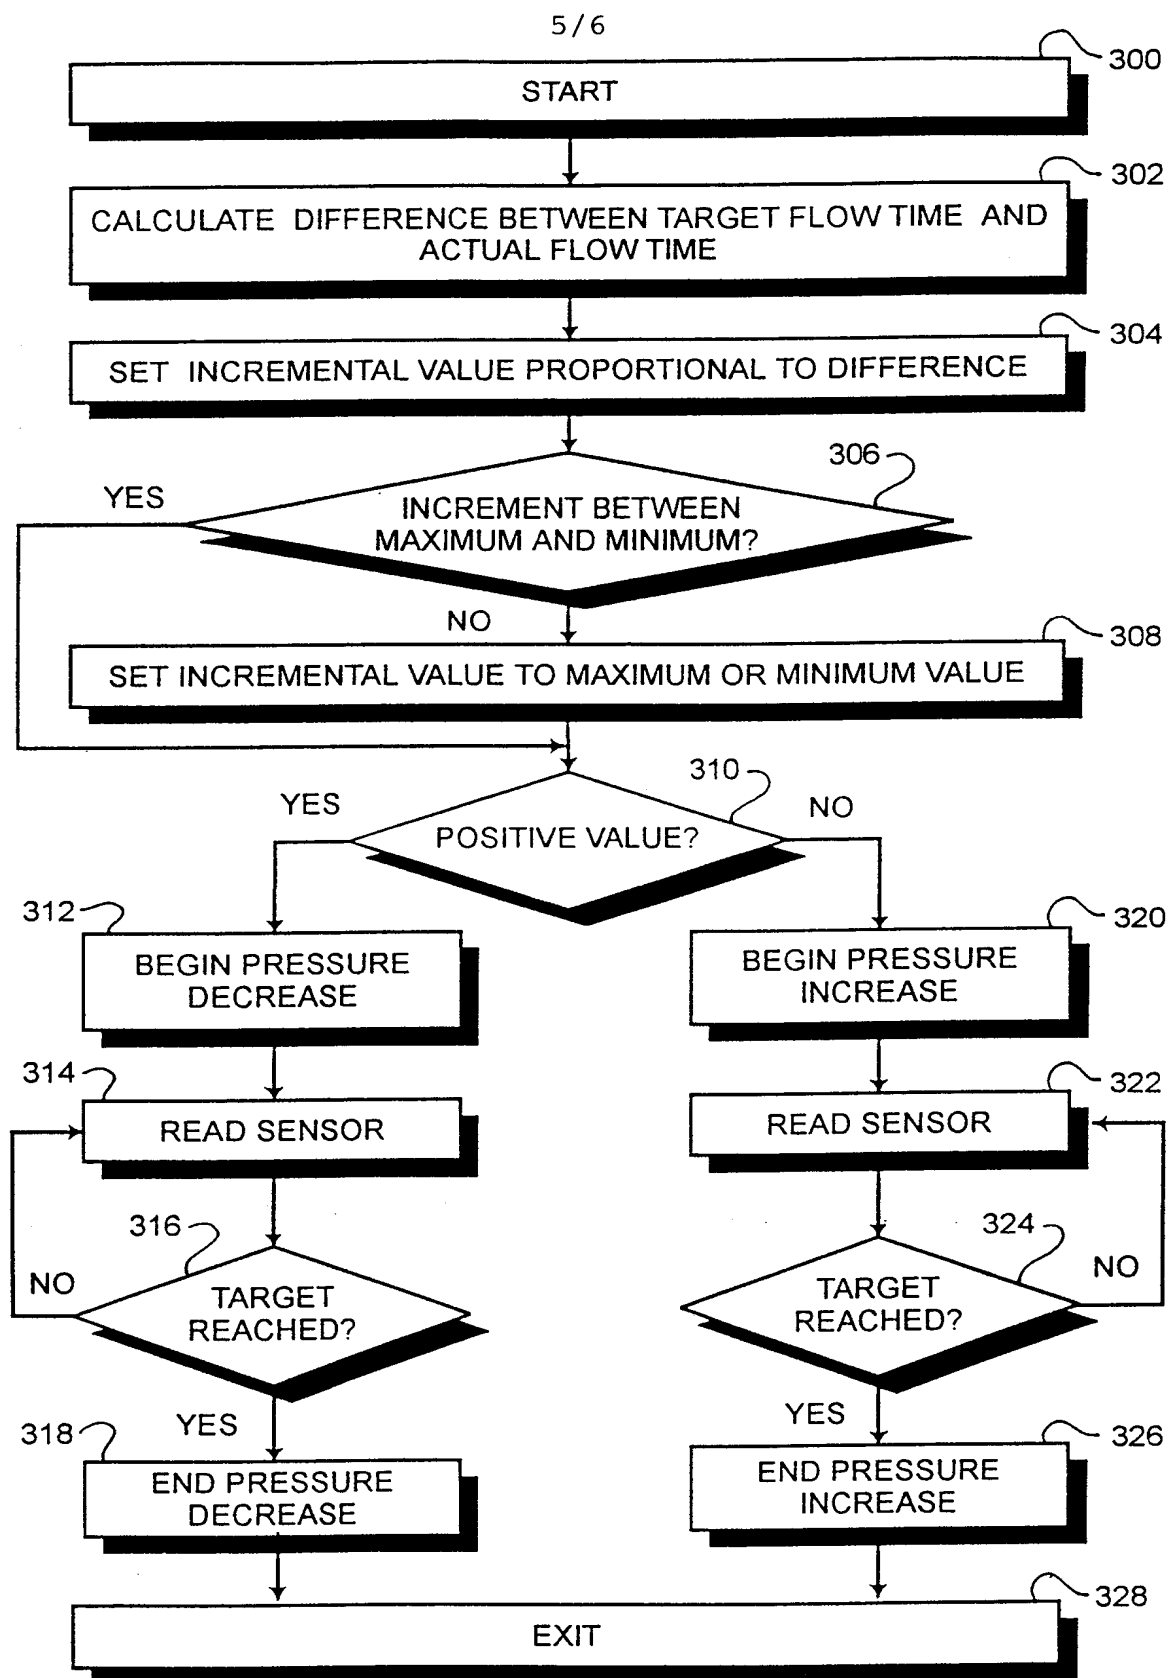 5/6
300
START
302
CALCULATE DIFFERENCE BETWEEN TARGET FLOW TIME AND
ACTUAL FLOW TIME
304
SET INCREMENTAL VALUE PROPORTIONAL TO DIFFERENCE
306
YES
INCREMENT BETWEEN
MAXIMUM AND MINIMUM?
NO
308
SET INCREMENTAL VALUE TO MAXIMUM OR MINIMUM VALUE
310
YES
NO
POSITIVE VALUE?
312
BEGIN PRESSURE
DECREASE
320
BEGIN PRESSURE
INCREASE
314
READ SENSOR
322
READ SENSOR
316
NO
TARGET
REACHED?
324
NO
TARGET
REACHED?
YES
318
END PRESSURE
DECREASE
YES
326
END PRESSURE
INCREASE
328
EXIT